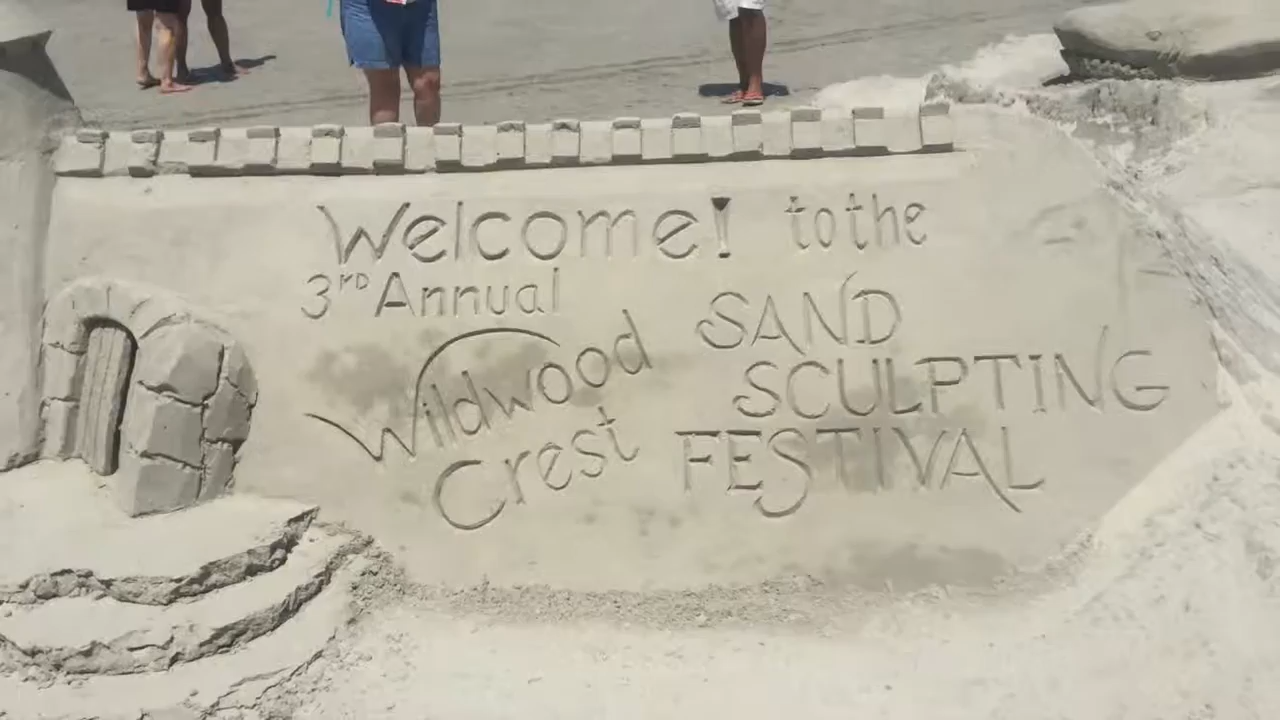 Welcome! to the
3rd Annual
Wildwood
Crest
SAND
SCULPTING
FESTIVAL